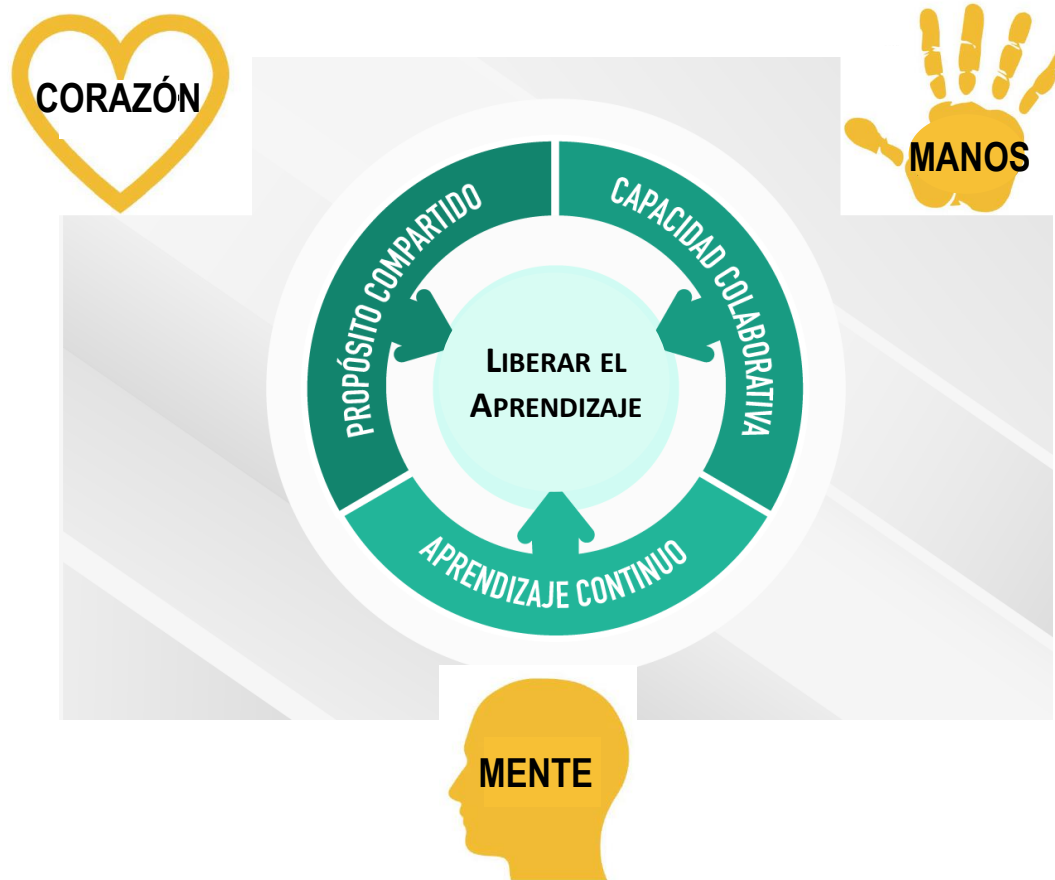 CORAZÓN
MANOS
PROPÓSITO COMPARTIDO
CAPACIDAD COLABORATIVA
LIBERAR EL
APRENDIZAJE
APRENDIZAJE CONTINUO
MENTE